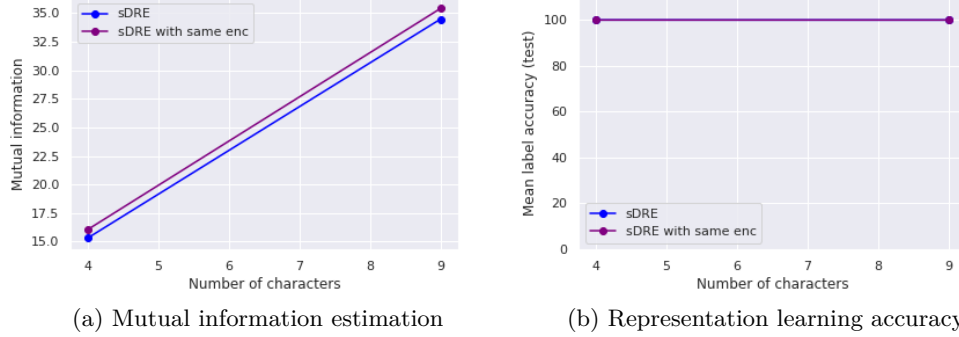 sDRE
sDRE with same enc
Mutual information
35.0
32.5
30.0
27.5
25.0
22.5
20.0
17.5
15.0
4 5 6 7 8 9
Number of characters
(a) Mutual information estimation
Mean label accuracy (test)
100
80
60
40
20
0
sDRE
sDRE with same enc
4 5 6 7 8 9
Number of characters
(b) Representation learning accuracy